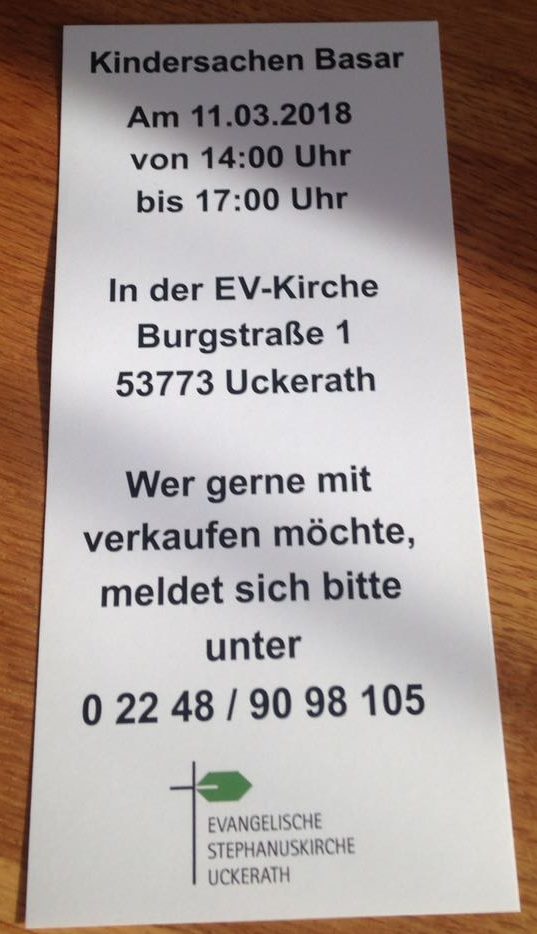 Kindersachen Basar
Am 11.03.2018
von 14:00 Uhr
bis 17:00 Uhr
In der EV-Kirche
Burgstraße 1
53773 Uckerath
Wer gerne mit
verkaufen möchte,
meldet sich bitte
unter
0 22 48 / 90 98 105
EVANGELISCHE
STEPHANUSKIRCHE
UCKERATH